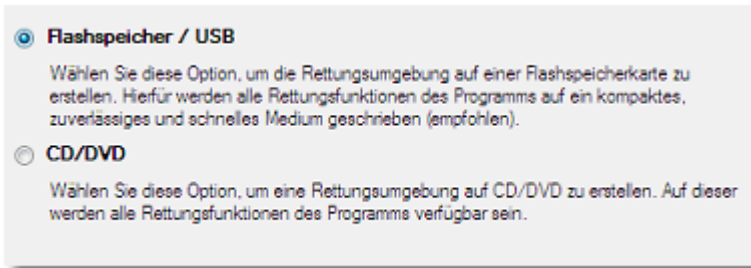 Flashspeicher / USB
Wählen Sie diese Option, um die Rettungsumgebung auf einer Flashspeicherkarte zu
erstellen. Hierfür werden alle Rettungsfunktionen des Programms auf ein kompaktes,
zuverlässiges und schnelles Medium geschrieben (empfohlen).
CD/DVD
Wählen Sie diese Option, um eine Rettungsumgebung auf CD/DVD zu erstellen. Auf dieser
werden alle Rettungsfunktionen des Programms verfügbar sein.